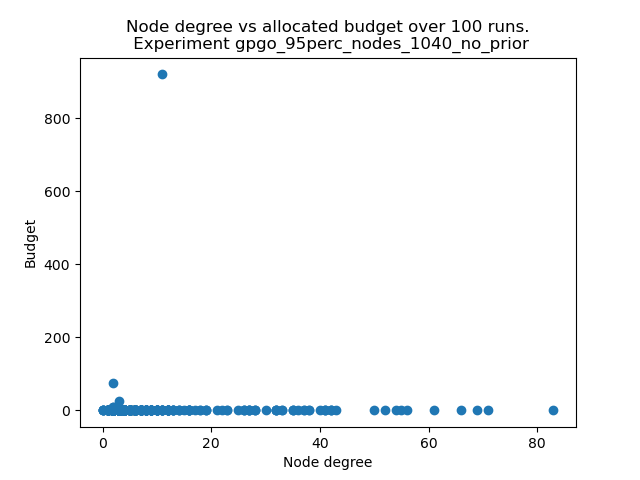 Node degree vs allocated budget over 100 runs.
Experiment gpgo_95perc_nodes_1040_no_prior
800
600
400
200
0
Budget
0 20 40 60 80
Node degree